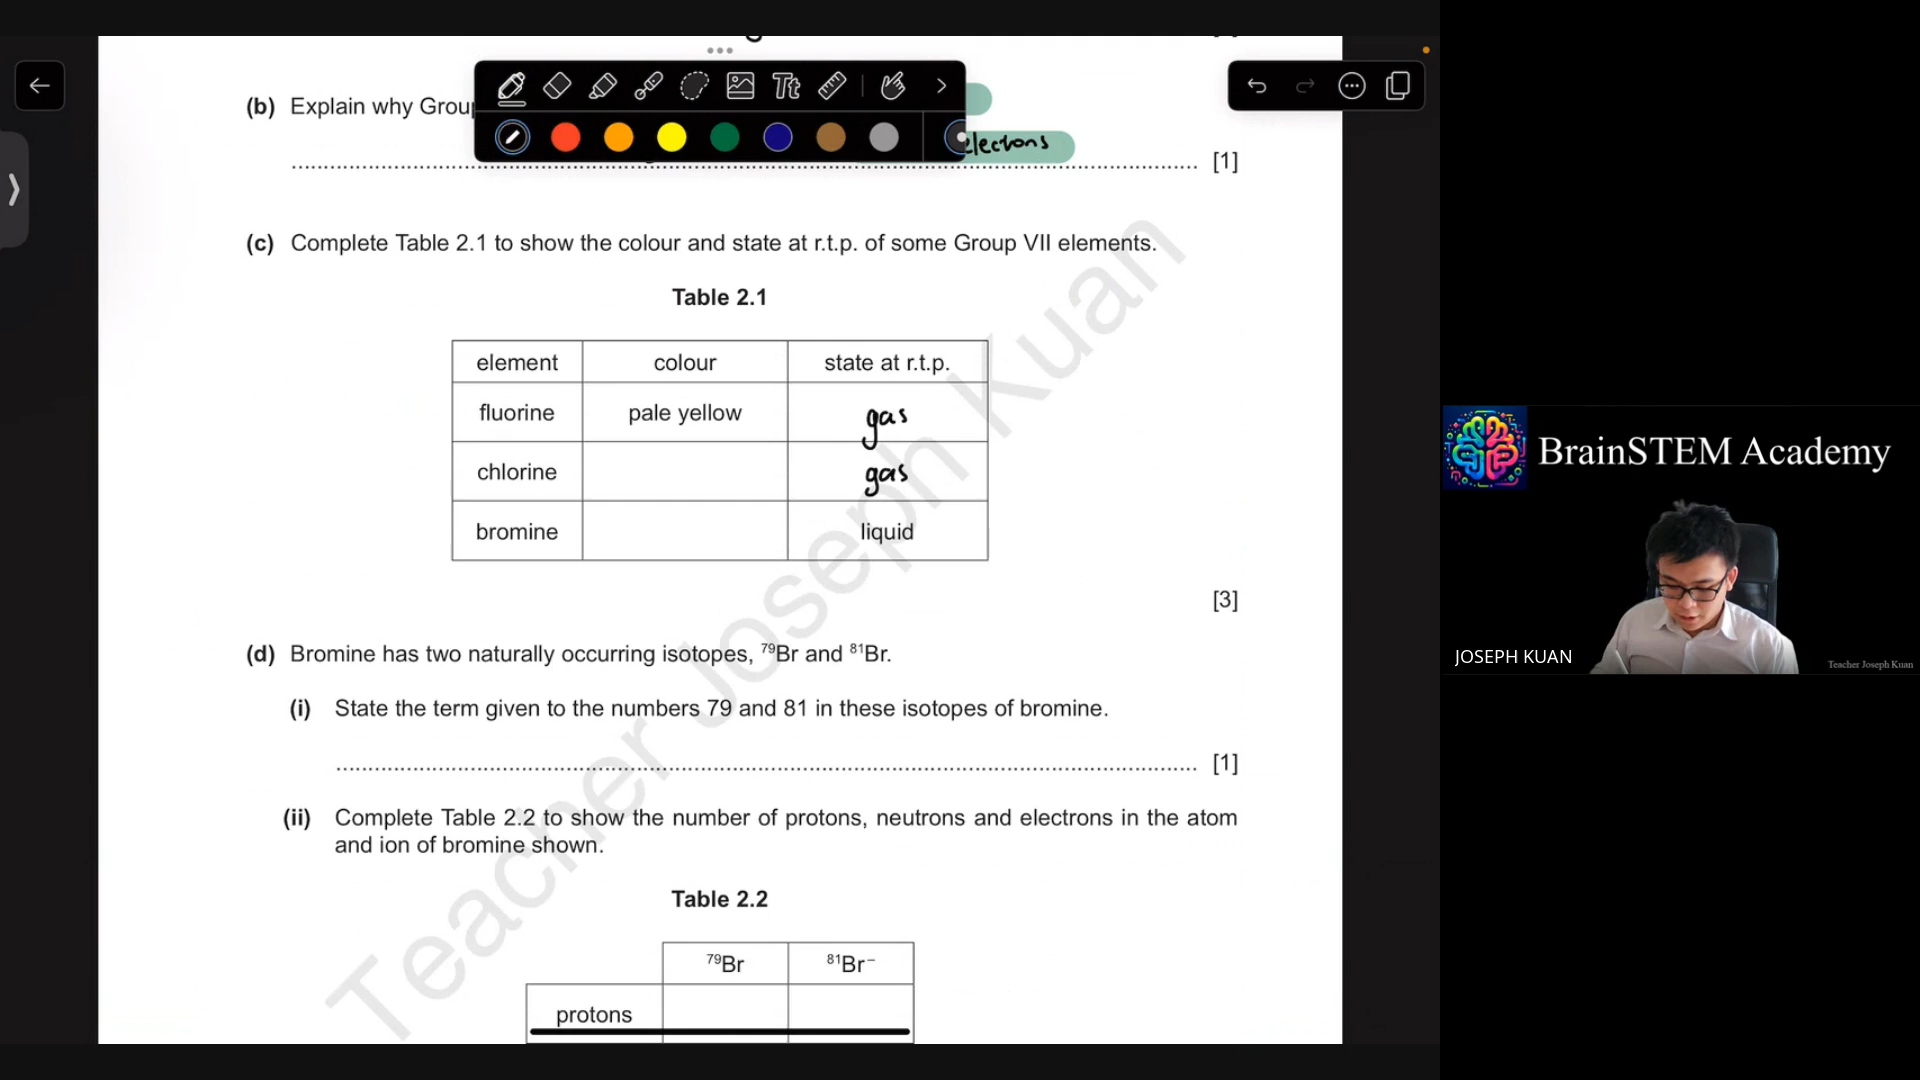 (b) Explain why Grou
electons
[1]
(c) Complete Table 2.1 to show the colour and state at r.t.p. of some Group VII elements.
Table 2.1
element colour state at r.t.p.
fluorine pale yellow gas
chlorine gas
bromine liquid
[3]
(d) Bromine has two naturally occurring isotopes, ⁷⁹Br and ⁸¹Br.
(i) State the term given to the numbers 79 and 81 in these isotopes of bromine.
[1]
(ii) Complete Table 2.2 to show the number of protons, neutrons and electrons in the atom
and ion of bromine shown.
Table 2.2
⁷⁹Br ⁸¹Br⁻
protons
Teacher Joseph Kuan
Tt
BrainSTEM Academy
JOSEPH KUAN
Teacher Joseph Kuan